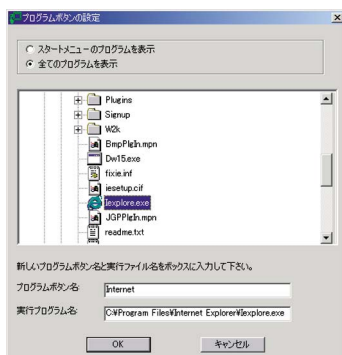 プログラムボタンの設定
スタートメニューのプログラムを表示
全てのプログラムを表示
Plugins
Signup
W2k
BmpPlgIn.mpn
Dw15.exe
fixie.inf
iesetup.cif
Iexplore.exe
JGPPlgIn.mpn
readme.txt
新しいプログラムボタン名と実行ファイル名をボックスに入力して下さい。
プログラムボタン名:
Internet
実行プログラム名:
C:¥Program Files¥Internet Explorer¥Iexplore.exe
OK キャンセル